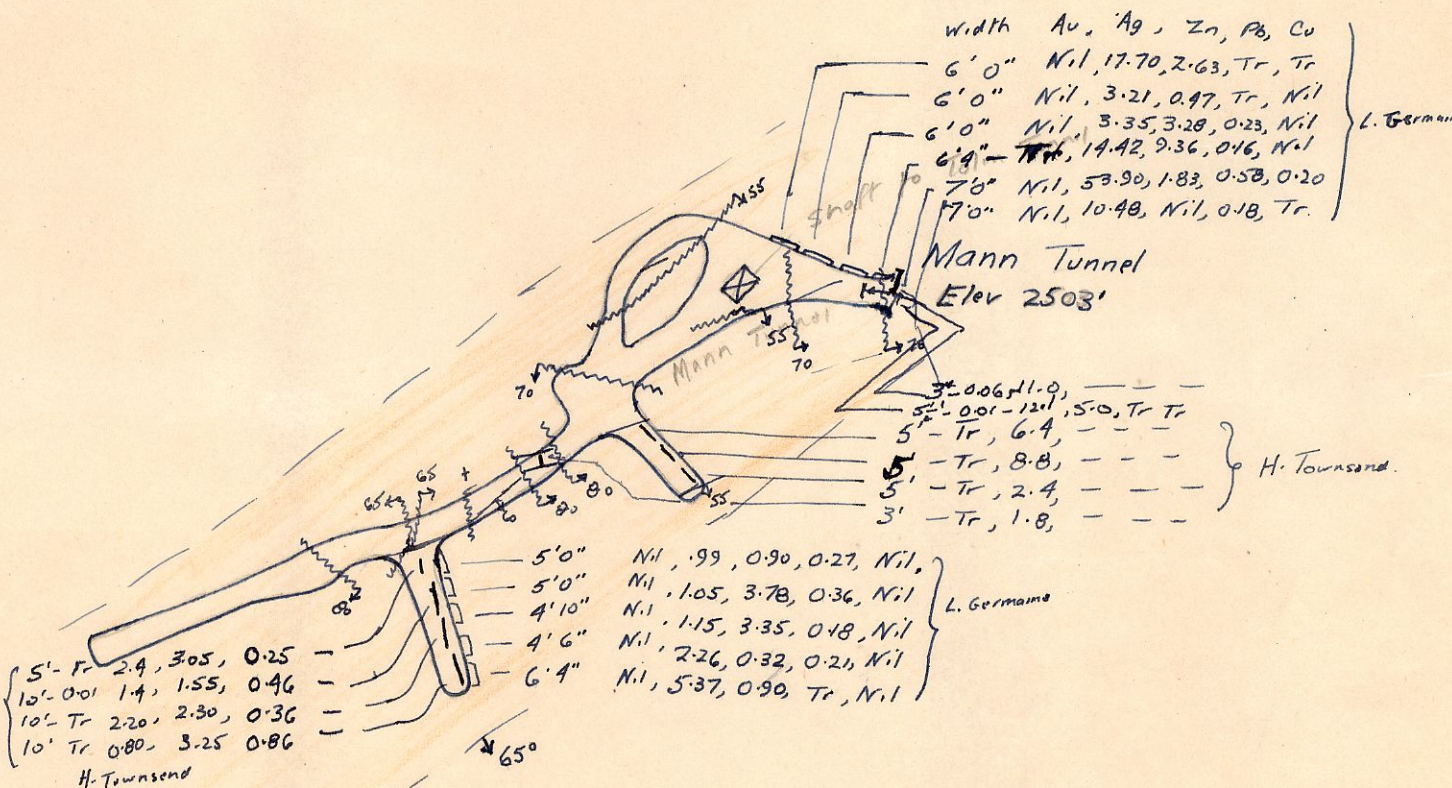 Width Au, Ag, Zn, Pb, Cu
6'0" Nil, 17.70, 2.63, Tr, Tr
6'0" Nil, 3.21, 0.97, Tr, Nil
6'0" Nil, 3.35, 3.28, 0.23, Nil
6'4" — 14.42, 9.36, 0.16, Nil
7'0" Nil, 53.90, 1.83, 0.58, 0.20
7'0" Nil, 10.48, Nil, 0.18, Tr.
L. Germaine
Shaft to
55
Mann Tunnel
Elev 2503'
Mann Tunnel
55
70
70
70
3' - 0.06, 11.0, — — —
5' - 0.01 - 12.1, 5.0, Tr Tr
5' - Tr, 6.4, — — —
5' - Tr, 8.8, — — —
5' - Tr, 2.4, — — —
3' - Tr, 1.8, — — —
H. Townsend.
55
65
65
80
80
80
5'0" Nil, .99, 0.90, 0.27, Nil,
5'0" Nil, 1.05, 3.78, 0.36, Nil
4'10" Nil, 1.15, 3.35, 0.18, Nil
4'6" Nil, 2.26, 0.32, 0.21, Nil
6'4" Nil, 5.37, 0.90, Tr, Nil
L. Germaine
5' - Tr 2.4, 3.05, 0.25 —
10' - 0.01 1.4, 1.55, 0.46 —
10' - Tr 2.20, 2.30, 0.36 —
10' Tr 0.80, 3.25 0.86 —
H. Townsend
65°